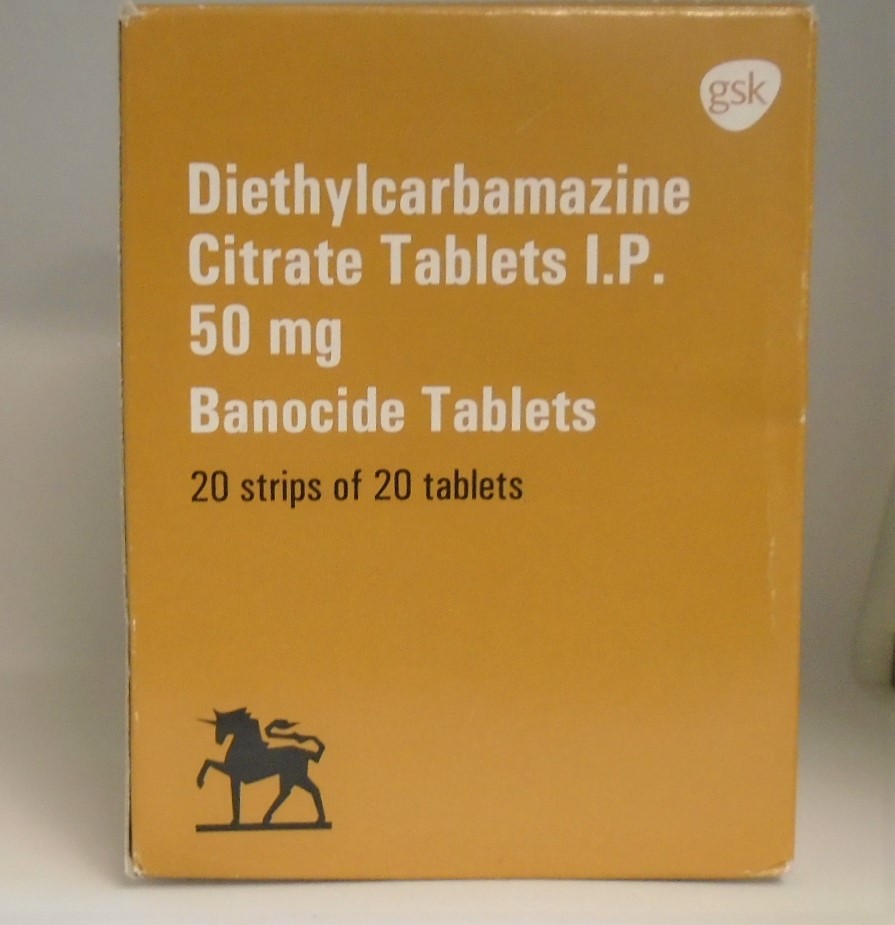 gsk
Diethylcarbamazine
Citrate Tablets I.P.
50 mg
Banocide Tablets
20 strips of 20 tablets